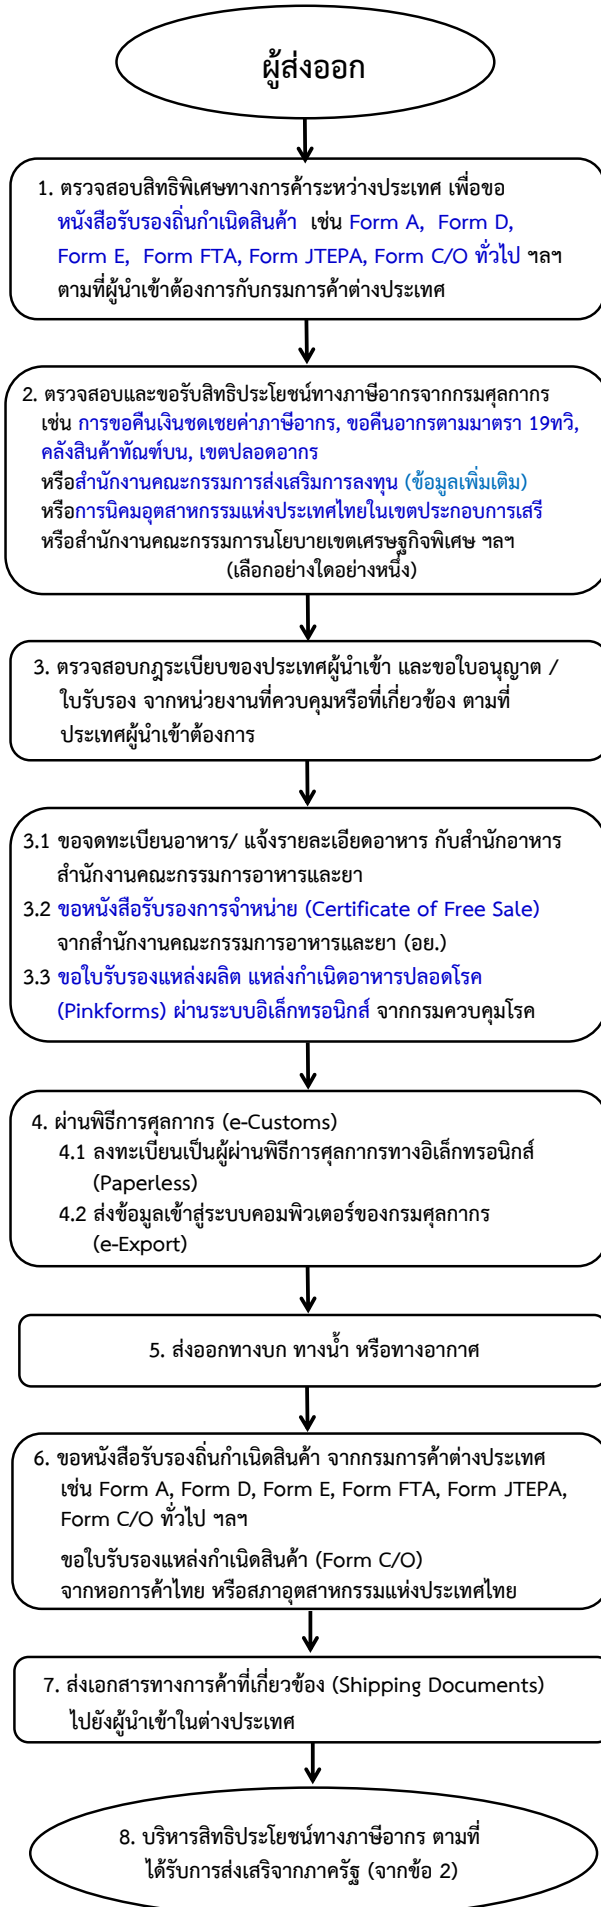 ผู้ส่งออก
1. ตรวจสอบสิทธิพิเศษทางการค้าระหว่างประเทศ เพื่อขอ
หนังสือรับรองถิ่นกำเนิดสินค้า เช่น Form A, Form D,
Form E, Form FTA, Form JTEPA, Form C/O ทั่วไป ฯลฯ
ตามที่ผู้นำเข้าต้องการกับกรมการค้าต่างประเทศ
2. ตรวจสอบและขอรับสิทธิประโยชน์ทางภาษีอากรจากกรมศุลกากร
เช่น การขอคืนเงินชดเชยค่าภาษีอากร, ขอคืนอากรตามมาตรา 19ทวิ,
คลังสินค้าทัณฑ์บน, เขตปลอดอากร
หรือสำนักงานคณะกรรมการส่งเสริมการลงทุน (ข้อมูลเพิ่มเติม)
หรือการนิคมอุตสาหกรรมแห่งประเทศไทยในเขตประกอบการเสรี
หรือสำนักงานคณะกรรมการนโยบายเขตเศรษฐกิจพิเศษ ฯลฯ
(เลือกอย่างใดอย่างหนึ่ง)
3. ตรวจสอบกฎระเบียบของประเทศผู้นำเข้า และขอใบอนุญาต /
ใบรับรอง จากหน่วยงานที่ควบคุมหรือที่เกี่ยวข้อง ตามที่
ประเทศผู้นำเข้าต้องการ
3.1 ขอจดทะเบียนอาหาร/ แจ้งรายละเอียดอาหาร กับสำนักอาหาร
สำนักงานคณะกรรมการอาหารและยา
3.2 ขอหนังสือรับรองการจำหน่าย (Certificate of Free Sale)
จากสำนักงานคณะกรรมการอาหารและยา (อย.)
3.3 ขอใบรับรองแหล่งผลิต แหล่งกำเนิดอาหารปลอดโรค
(Pinkforms) ผ่านระบบอิเล็กทรอนิกส์ จากกรมควบคุมโรค
4. ผ่านพิธีการศุลกากร (e-Customs)
4.1 ลงทะเบียนเป็นผู้ผ่านพิธีการศุลกากรทางอิเล็กทรอนิกส์
(Paperless)
4.2 ส่งข้อมูลเข้าสู่ระบบคอมพิวเตอร์ของกรมศุลกากร
(e-Export)
5. ส่งออกทางบก ทางน้ำ หรือทางอากาศ
6. ขอหนังสือรับรองถิ่นกำเนิดสินค้า จากกรมการค้าต่างประเทศ
เช่น Form A, Form D, Form E, Form FTA, Form JTEPA,
Form C/O ทั่วไป ฯลฯ
ขอใบรับรองแหล่งกำเนิดสินค้า (Form C/O)
จากหอการค้าไทย หรือสภาอุตสาหกรรมแห่งประเทศไทย
7. ส่งเอกสารทางการค้าที่เกี่ยวข้อง (Shipping Documents)
ไปยังผู้นำเข้าในต่างประเทศ
8. บริหารสิทธิประโยชน์ทางภาษีอากร ตามที่
ได้รับการส่งเสริจากภาครัฐ (จากข้อ 2)